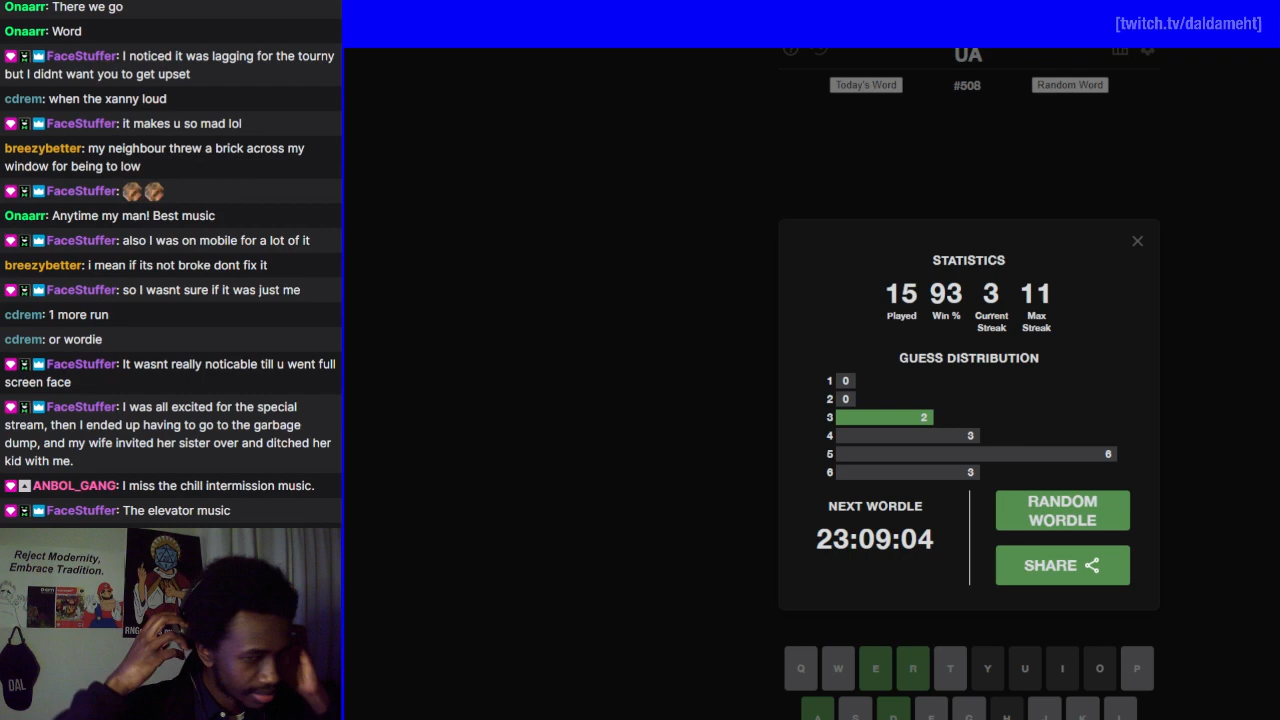 Onaarr: There we go
Onaarr: Word
FaceStuffer: I noticed it was lagging for the tourny
but I didnt want you to get upset
cdrem: when the xanny loud
FaceStuffer: it makes u so mad lol
breezybetter: my neighbour threw a brick across my
window for being to low
FaceStuffer:
Onaarr: Anytime my man! Best music
FaceStuffer: also I was on mobile for a lot of it
breezybetter: i mean if its not broke dont fix it
FaceStuffer: so I wasnt sure if it was just me
cdrem: 1 more run
cdrem: or wordie
FaceStuffer: It wasnt really noticable till u went full
screen face
FaceStuffer: I was all excited for the special
stream, then I ended up having to go to the garbage
dump, and my wife invited her sister over and ditched her
kid with me.
ANBOL_GANG: I miss the chill intermission music.
FaceStuffer: The elevator music
Reject Modernity,
Embrace Tradition.
DAL
[twitch.tv/daldameht]
UA
Today's Word #508 Random Word
STATISTICS
15 93 3 11
Played Win % Current Streak Max Streak
GUESS DISTRIBUTION
1 0
2 0
3 2
4 3
5 6
6 3
NEXT WORDLE
23:09:04
RANDOM
WORDLE
SHARE
Q W E R T Y U I O P
A S D F G H J K L